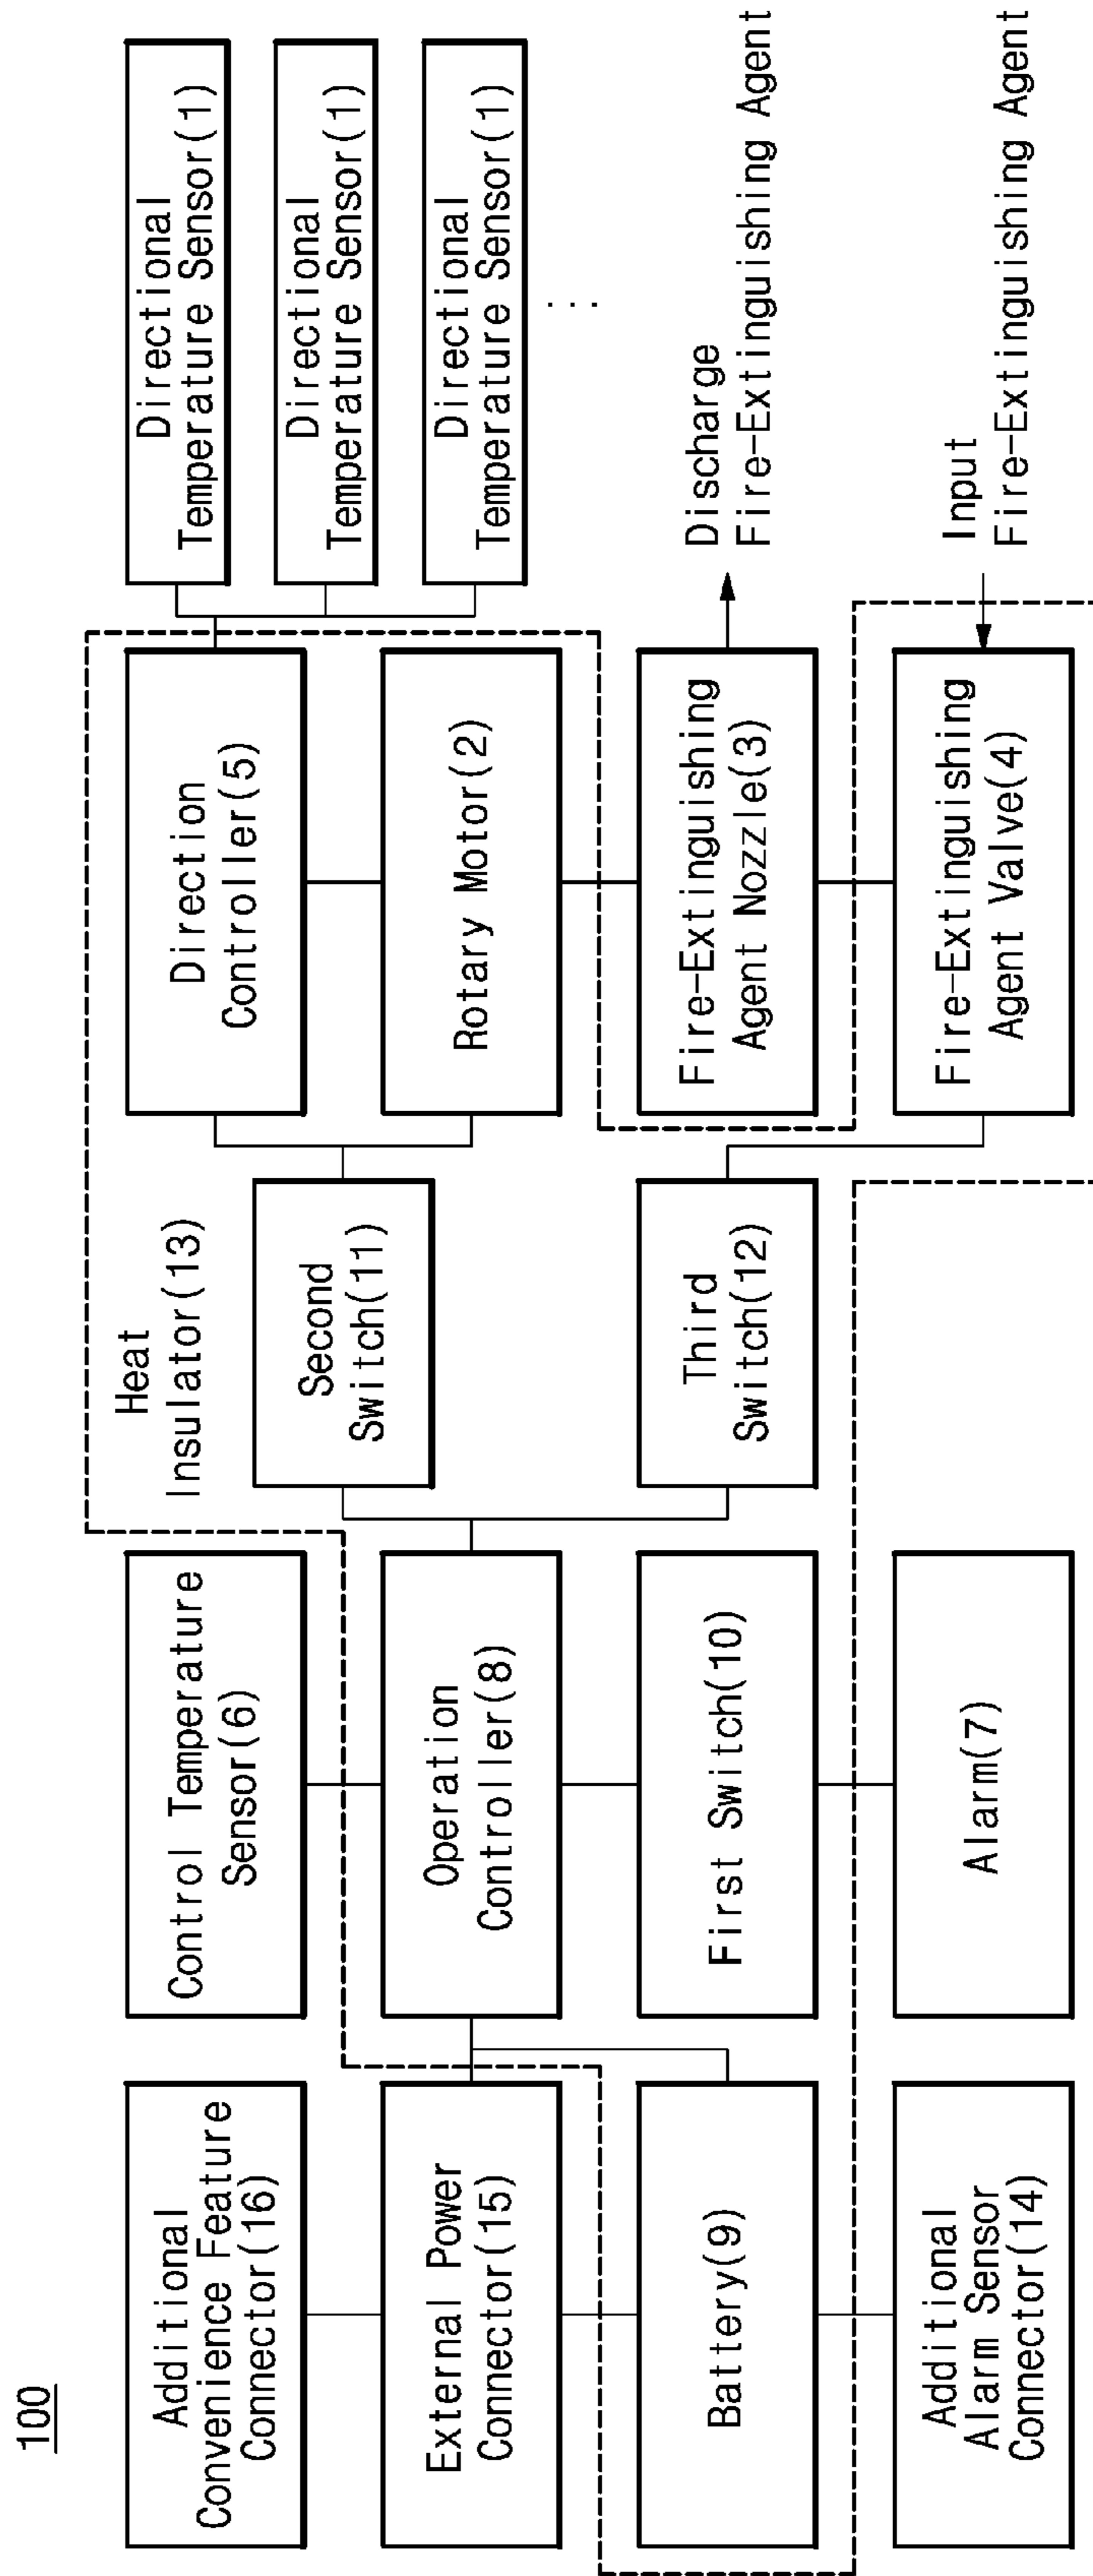 100
Additional
Convenience Feature
Connector(16)
Control Temperature
Sensor(6)
Heat
Insulator(13)
Direction
Controller(5)
Directional
Temperature Sensor(1)
Directional
Temperature Sensor(1)
Directional
Temperature Sensor(1)
...
External Power
Connector(15)
Operation
Controller(8)
Second
Switch(11)
Rotary Motor(2)
Battery(9)
First Switch(10)
Third
Switch(12)
Fire-Extinguishing
Agent Nozzle(3)
Discharge
Fire-Extinguishing Agent
Additional
Alarm Sensor
Connector(14)
Alarm(7)
Fire-Extinguishing
Agent Valve(4)
Input
Fire-Extinguishing Agent